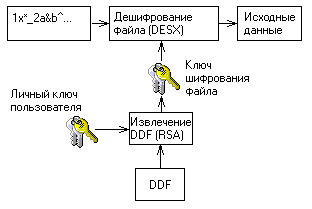 1x*_2a&b^...
Дешифрование
файла (DESX)
Исходные
данные
Ключ
шифрования
файла
Личный ключ
пользователя
Извлечение
DDF (RSA)
DDF